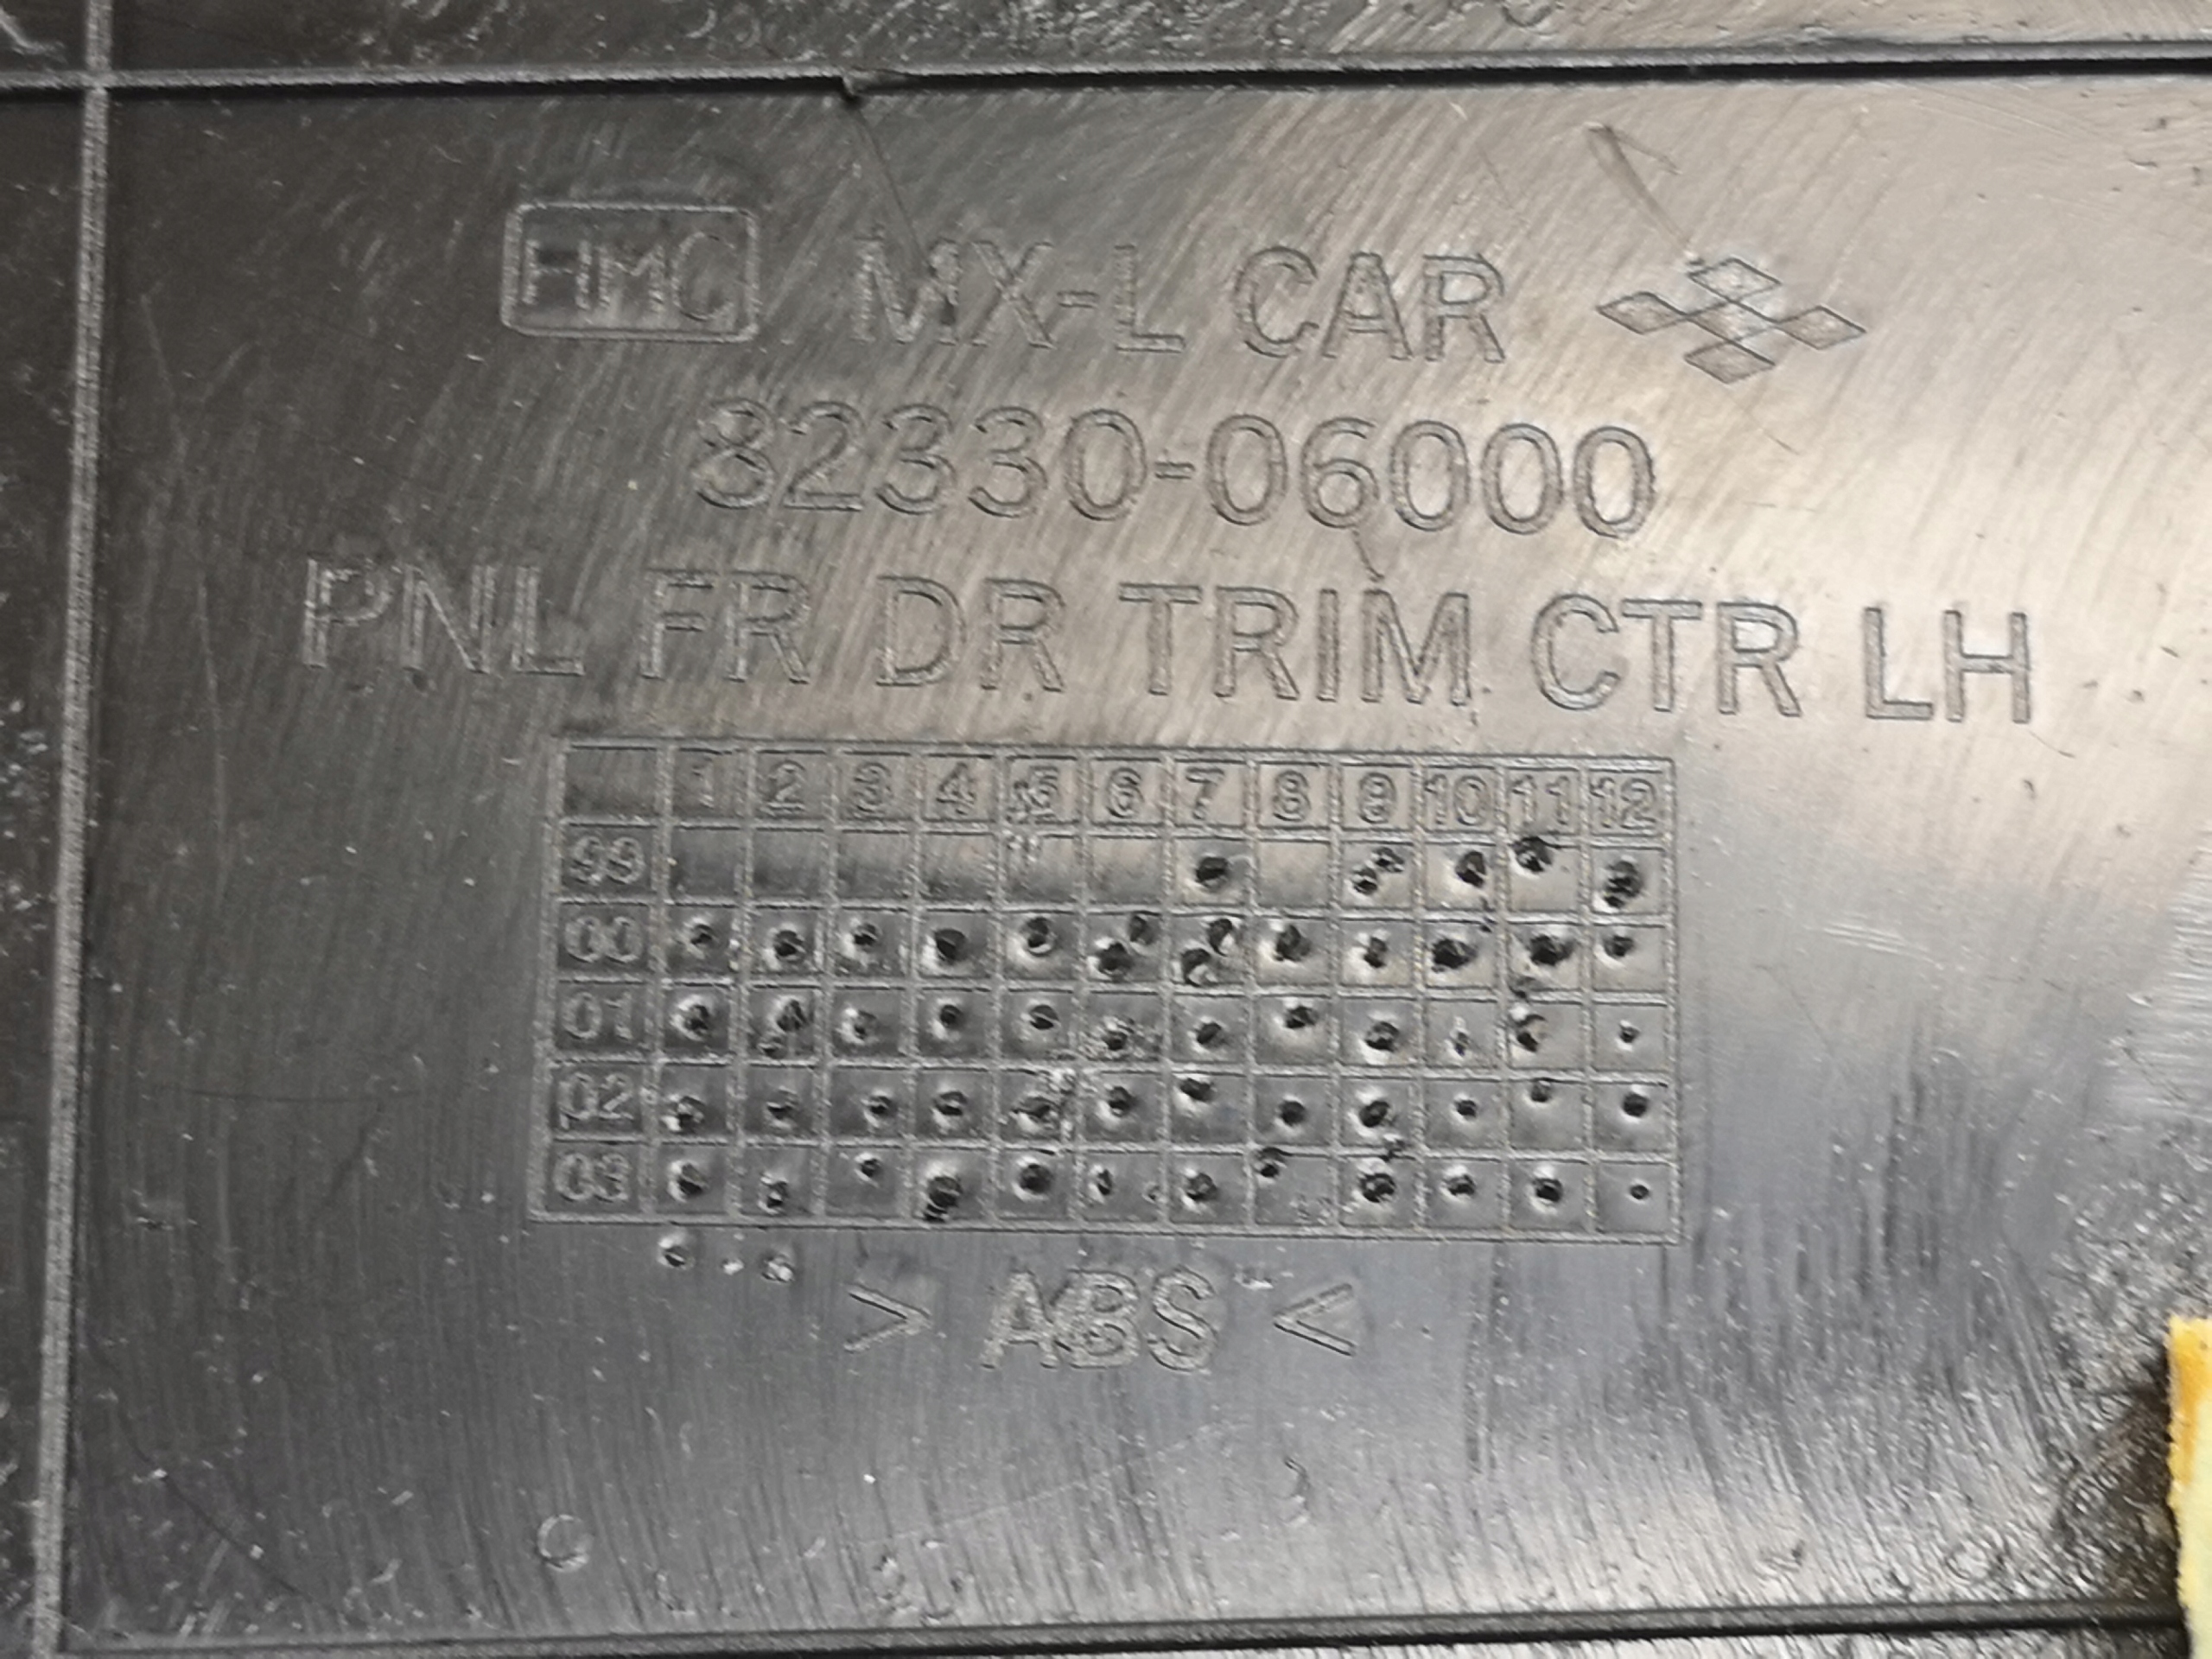 HMC MX-L CAR
82330-06000
PNL FR DR TRIM CTR LH
1 2 3 4 5 6 7 8 9 10 11 12
99
00
01
02
03
> ABS <